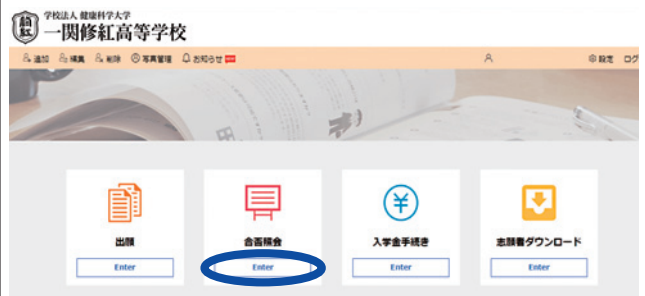 学校法人 健康科学大学
一関修紅高等学校
追加 編集 削除 写真管理 お知らせ
設定 ログ
出願 合否照会 入学金手続き 志願者ダウンロード
Enter Enter Enter Enter